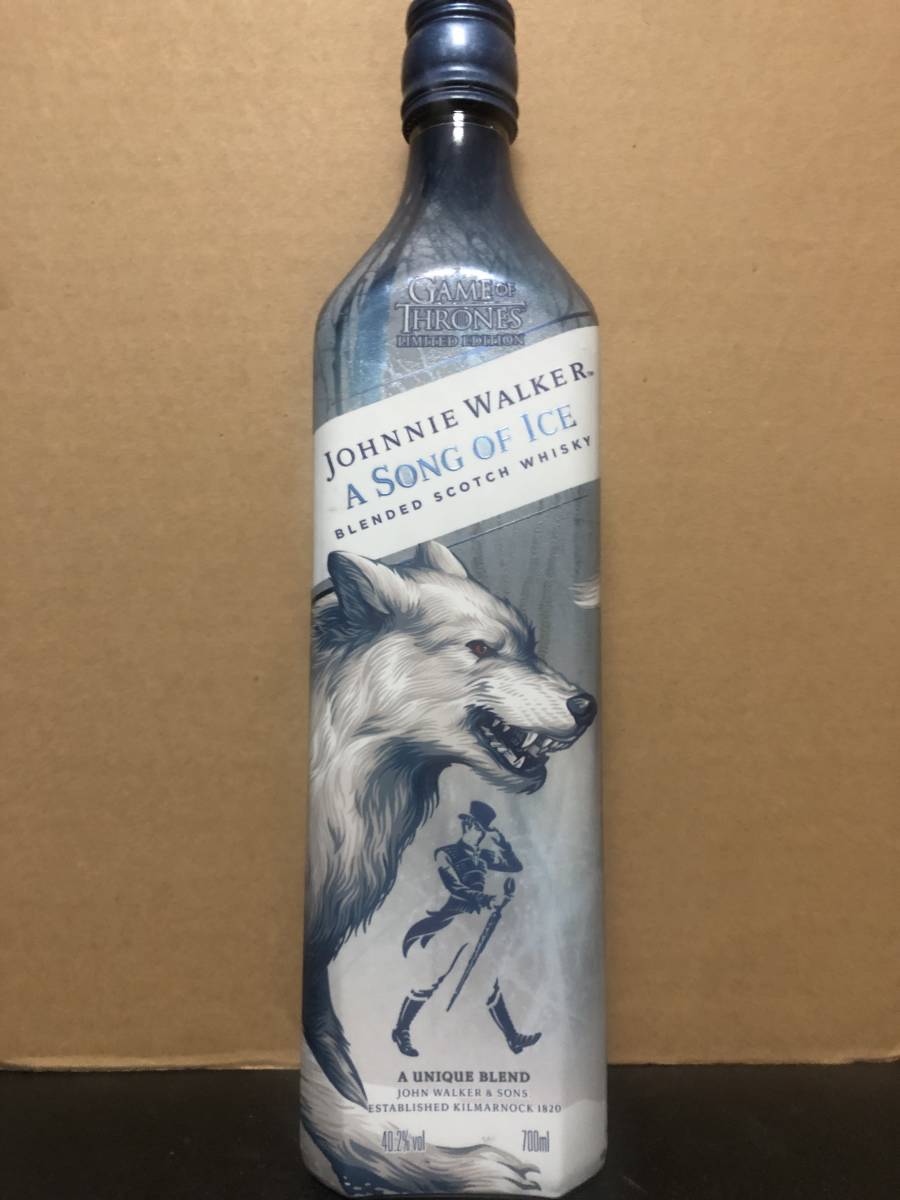 GAME OF
THRONES
LIMITED EDITION
JOHNNIE WALKER™
A SONG OF ICE
BLENDED SCOTCH WHISKY
A UNIQUE BLEND
JOHN WALKER & SONS
ESTABLISHED KILMARNOCK 1820
40.2% vol 700ml